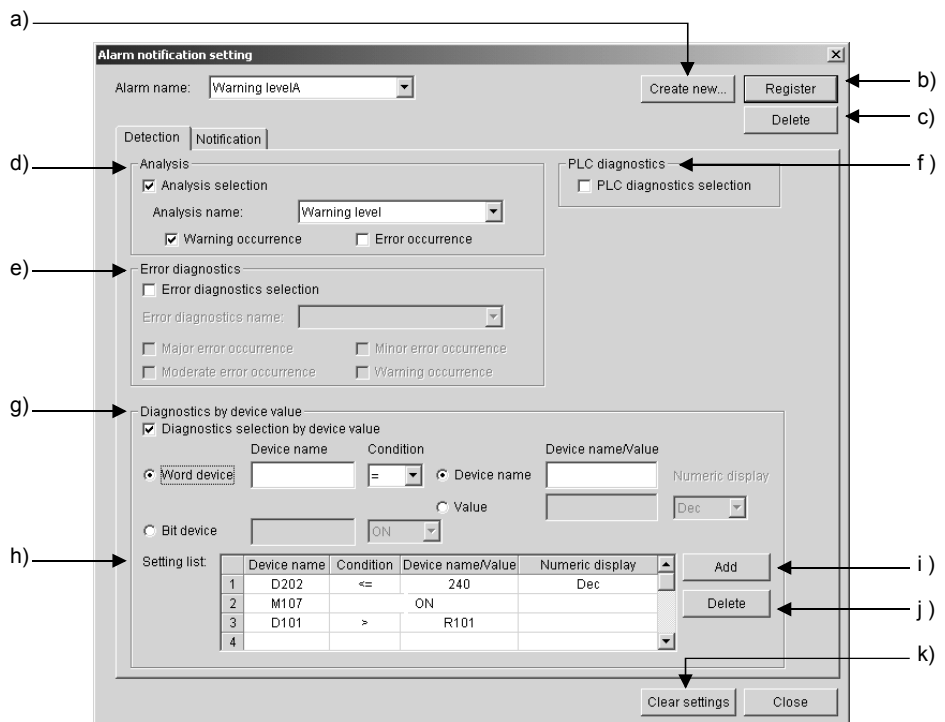 a)
Alarm notification setting
Alarm name: Warning levelA Create new... Register b)
Delete c)
Detection Notification
d) Analysis PLC diagnostics f )
Analysis selection PLC diagnostics selection
Analysis name: Warning level
Warning occurrence Error occurrence
e) Error diagnostics
Error diagnostics selection
Error diagnostics name:
Major error occurrence Minor error occurrence
Moderate error occurrence Warning occurrence
g) Diagnostics by device value
Diagnostics selection by device value
Device name Condition Device name/Value
Word device = Device name Numeric display
Value Dec
Bit device ON
h) Setting list: Device name Condition Device name/Value Numeric display Add i )
1 D202 <= 240 Dec
2 M107 ON Delete j )
3 D101 > R101
4
k)
Clear settings Close